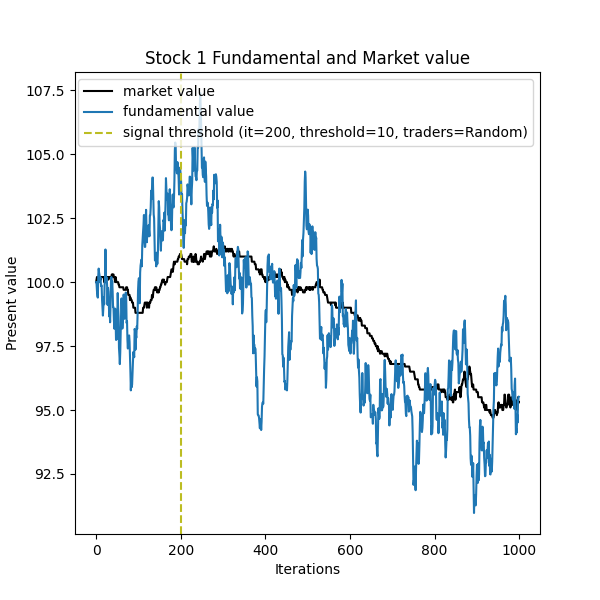 Stock 1 Fundamental and Market value
107.5
105.0
102.5
100.0
97.5
95.0
92.5
Present value
market value
fundamental value
signal threshold (it=200, threshold=10, traders=Random)
0 200 400 600 800 1000
Iterations